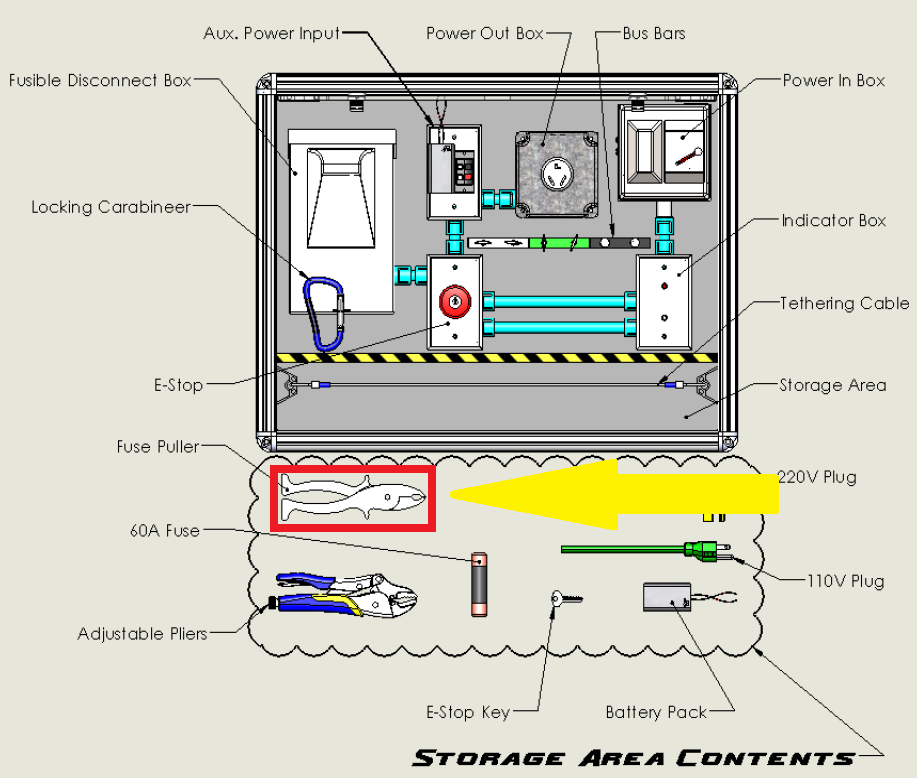 Aux. Power Input
Power Out Box
Bus Bars
Fusible Disconnect Box
Power In Box
Locking Carabineer
Indicator Box
Tethering Cable
E-Stop
Storage Area
Fuse Puller
220V Plug
60A Fuse
110V Plug
Adjustable Pliers
E-Stop Key
Battery Pack
STORAGE AREA CONTENTS